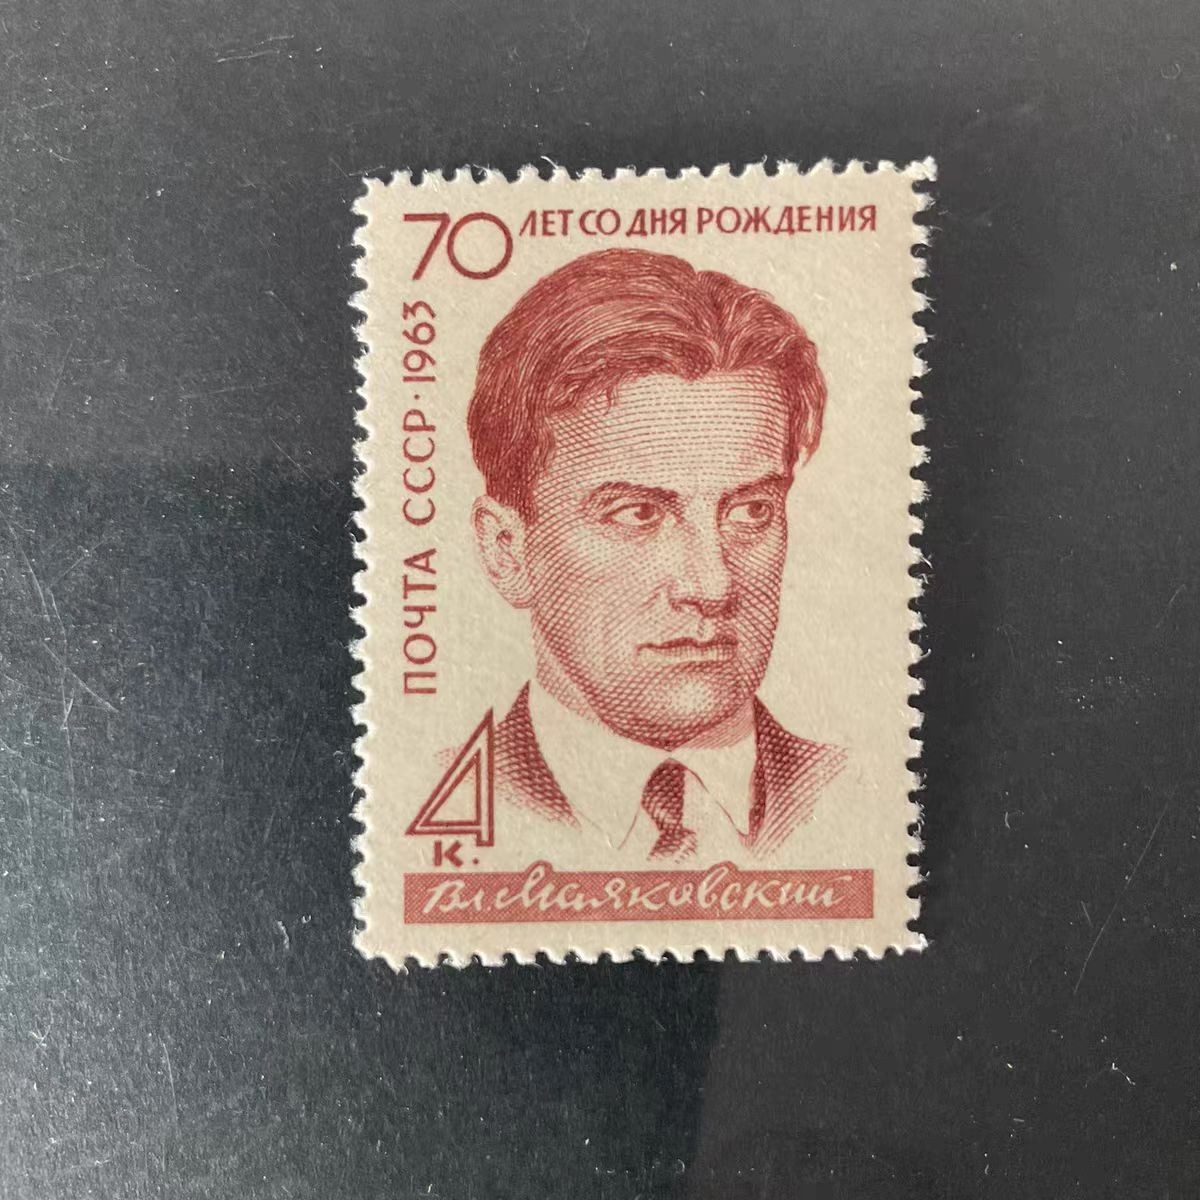 70 ЛЕТ СО ДНЯ РОЖДЕНИЯ
ПОЧТА СССР·1963
4
к.
Вл Маяковский